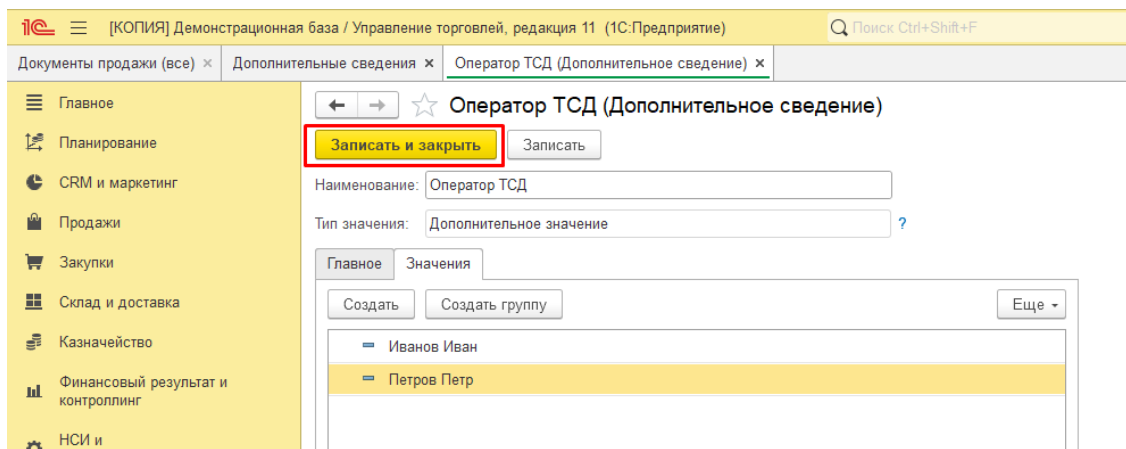 1С [КОПИЯ] Демонстрационная база / Управление торговлей, редакция 11 (1С:Предприятие) Поиск Ctrl+Shift+F
Документы продажи (все) × Дополнительные сведения × Оператор ТСД (Дополнительное сведение) ×
Главное
Планирование
CRM и маркетинг
Продажи
Закупки
Склад и доставка
Казначейство
Финансовый результат и
контроллинг
НСИ и
Оператор ТСД (Дополнительное сведение)
Записать и закрыть Записать
Наименование: Оператор ТСД
Тип значения: Дополнительное значение ?
Главное Значения
Создать Создать группу Еще
Иванов Иван
Петров Петр